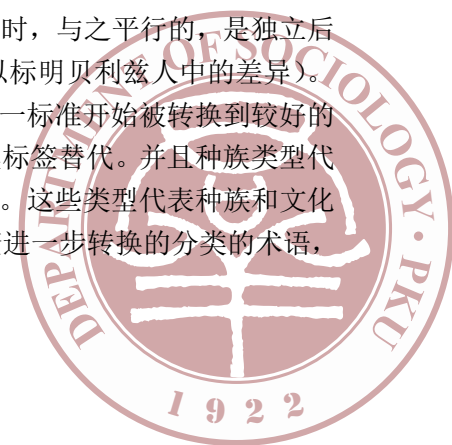 时，与之平行的，是独立后
以标明贝利兹人中的差异）。
一标准开始被转换到较好的
标签替代。并且种族类型代
。这些类型代表种族和文化
进一步转换的分类的术语，
DEPARTMENT OF SOCIOLOGY · PKU
1922